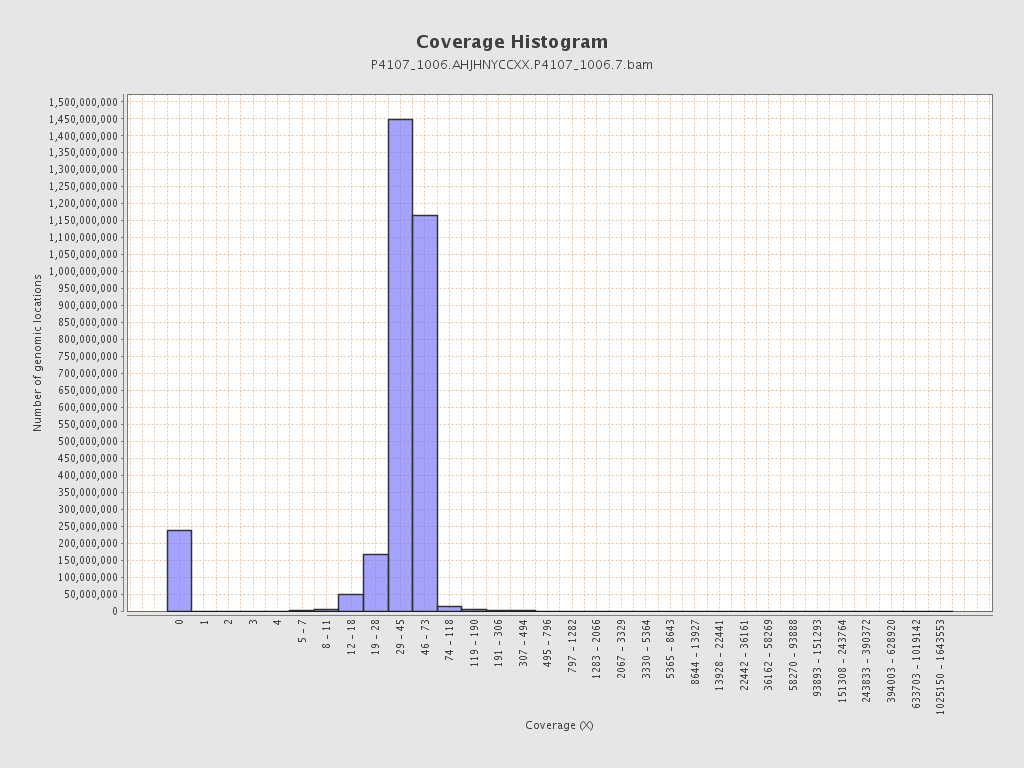 Coverage Histogram
P4107_1006.AHJHNYCCXX.P4107_1006.7.bam
Number of genomic locations
1,500,000,000
1,450,000,000
1,400,000,000
1,350,000,000
1,300,000,000
1,250,000,000
1,200,000,000
1,150,000,000
1,100,000,000
1,050,000,000
1,000,000,000
950,000,000
900,000,000
850,000,000
800,000,000
750,000,000
700,000,000
650,000,000
600,000,000
550,000,000
500,000,000
450,000,000
400,000,000
350,000,000
300,000,000
250,000,000
200,000,000
150,000,000
100,000,000
50,000,000
0
0
1
2
3
4
5 - 7
8 - 11
12 - 18
19 - 28
29 - 45
46 - 73
74 - 118
119 - 190
191 - 306
307 - 494
495 - 796
797 - 1282
1283 - 2066
2067 - 3329
3330 - 5364
5365 - 8643
8644 - 13927
13928 - 22441
22442 - 36161
36162 - 58269
58270 - 93888
93893 - 151293
151308 - 243764
243833 - 390372
394003 - 628920
633703 - 1019142
1025150 - 1643553
Coverage (X)